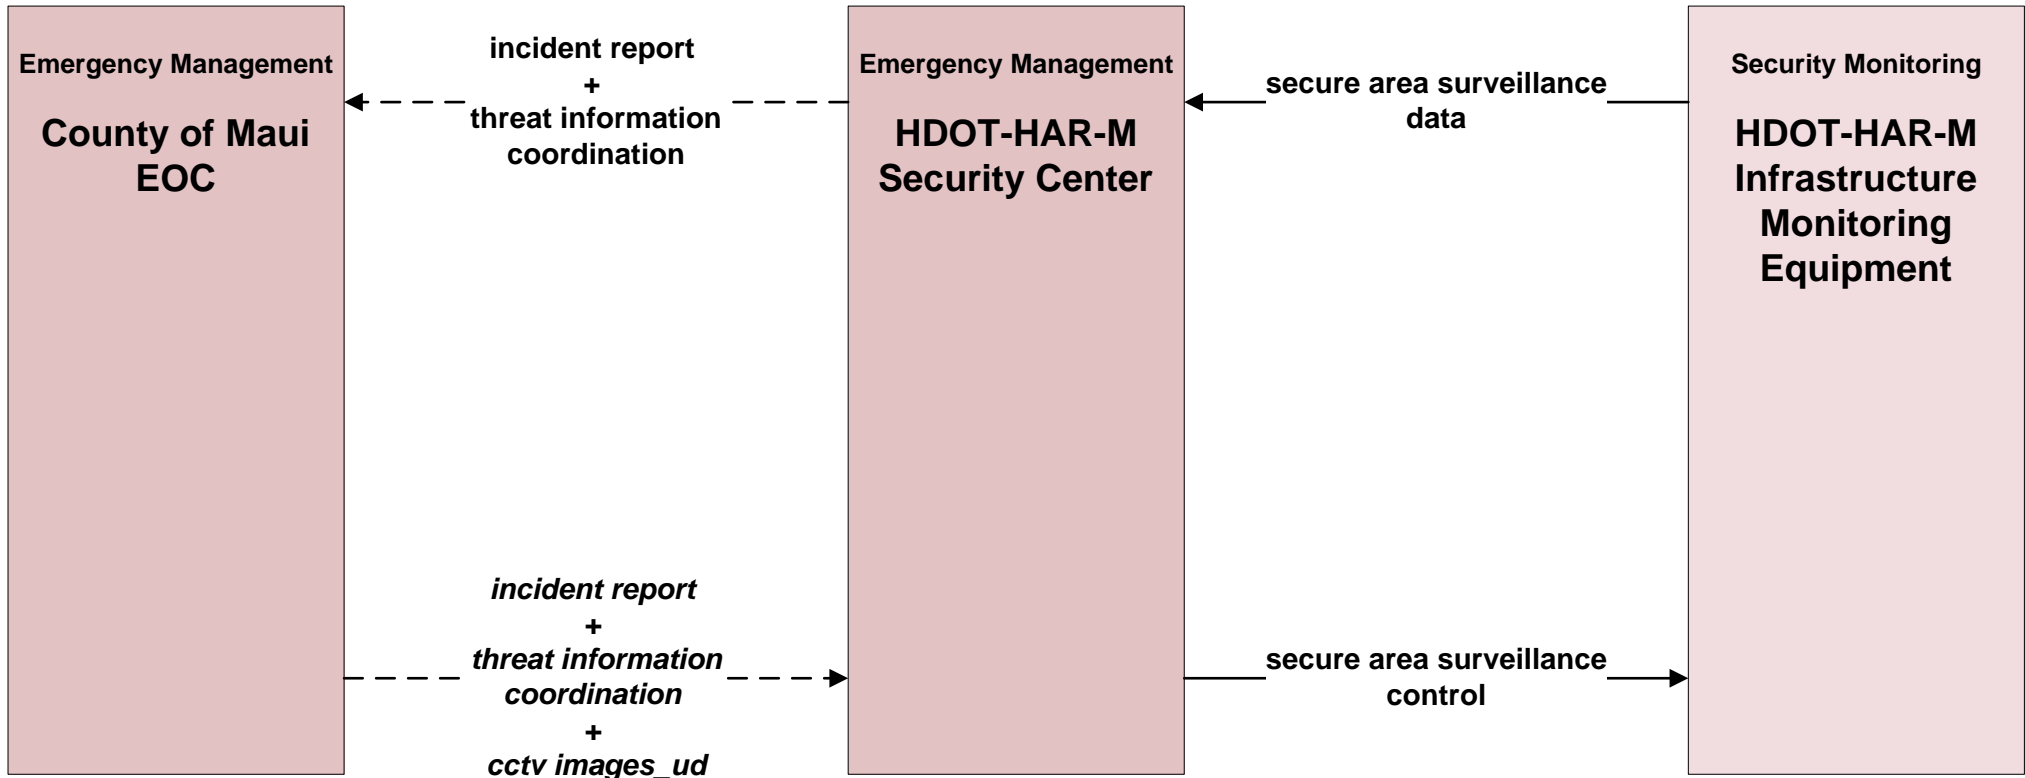 Emergency Management
County of Maui
EOC
incident report
+
threat information
coordination
Emergency Management
HDOT-HAR-M
Security Center
secure area surveillance
data
Security Monitoring
HDOT-HAR-M
Infrastructure
Monitoring
Equipment
incident report
+
threat information
coordination
+
cctv images_ud
secure area surveillance
control